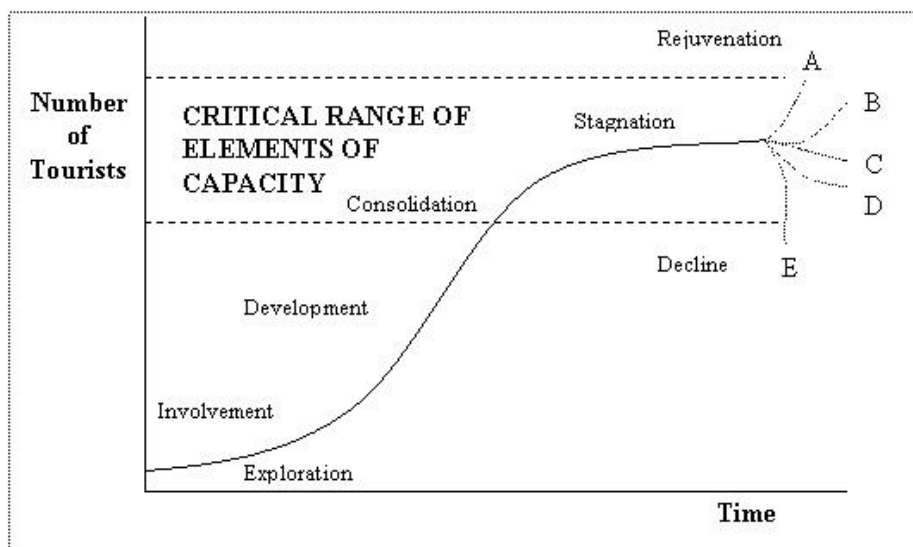 Rejuvenation
A
Number
of
Tourists
B
CRITICAL RANGE OF
ELEMENTS OF
CAPACITY
Stagnation
C
Consolidation
D
Decline
E
Development
Involvement
Exploration
Time